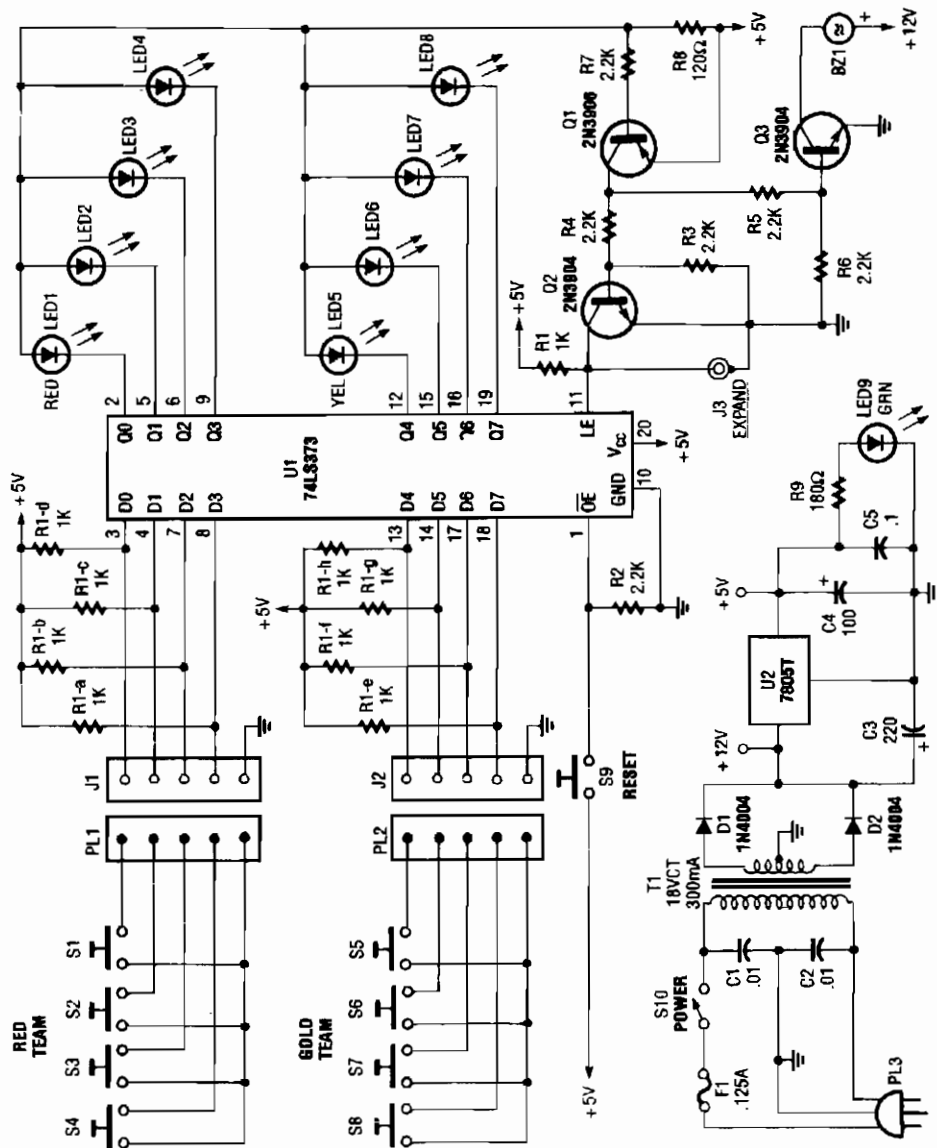 RED
TEAM
S4
S3
S2
S1
PL1
J1
R1-a
1K
R1-b
1K
R1-c
1K
R1-d
1K
+5V
3 D0
4 D1
7 D2
8 D3
U1
74LS373
Q0 2
Q1 5
Q2 6
Q3 9
RED
LED1
LED2
LED3
LED4
GOLD
TEAM
S8
S7
S6
S5
PL2
J2
R1-e
1K
R1-f
1K
R1-g
1K
R1-h
1K
+5V
13 D4
14 D5
17 D6
18 D7
Q4 12
Q5 15
Q6 16
Q7 19
YEL
LED5
LED6
LED7
LED8
+5V
S9
RESET
R2
2.2K
1 OE
GND
10
VCC
20
+5V
LE 11
R1
1K
+5V
J3
EXPAND
Q2
2N3904
R4
2.2K
R3
2.2K
Q1
2N3906
R7
2.2K
R8
120Ω
+5V
R5
2.2K
R6
2.2K
Q3
2N3904
BZ1
+
+12V
PL3
F1
.125A
S10
POWER
C1
.01
C2
.01
T1
18VCT
300mA
D1
1N4004
D2
1N4004
+12V
C3
220
+
U2
7805T
+5V
C4
100
+
C5
.1
R9
180Ω
LED9
GRN